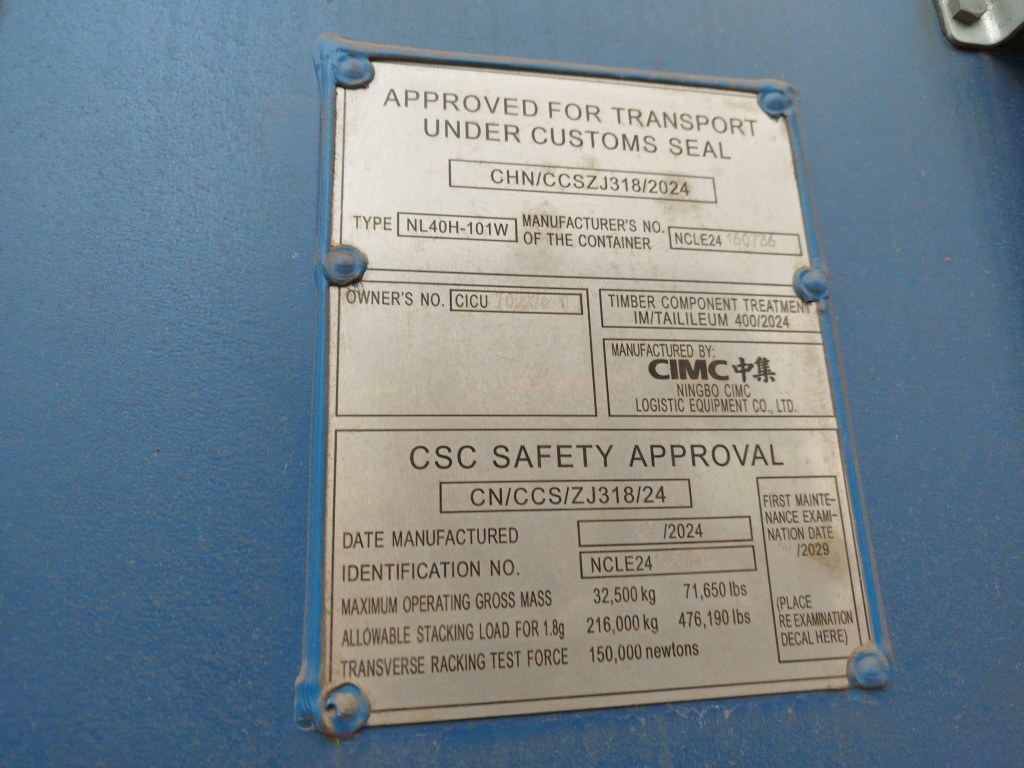 APPROVED FOR TRANSPORT
UNDER CUSTOMS SEAL
CHN/CCSZJ318/2024
TYPE NL40H-101W MANUFACTURER'S NO.
OF THE CONTAINER NCLE24
OWNER'S NO. CICU
TIMBER COMPONENT TREATMENT
IM/TAILILEUM 400/2024
MANUFACTURED BY:
CIMC 中集
NINGBO CIMC
LOGISTIC EQUIPMENT CO., LTD.
CSC SAFETY APPROVAL
CN/CCS/ZJ318/24
DATE MANUFACTURED /2024
IDENTIFICATION NO. NCLE24
MAXIMUM OPERATING GROSS MASS 32,500 kg 71,650 lbs
ALLOWABLE STACKING LOAD FOR 1.8g 216,000 kg 476,190 lbs
TRANSVERSE RACKING TEST FORCE 150,000 newtons
FIRST MAINTE-
NANCE EXAMI-
NATION DATE
/2029
(PLACE
RE EXAMINATION
DECAL HERE)